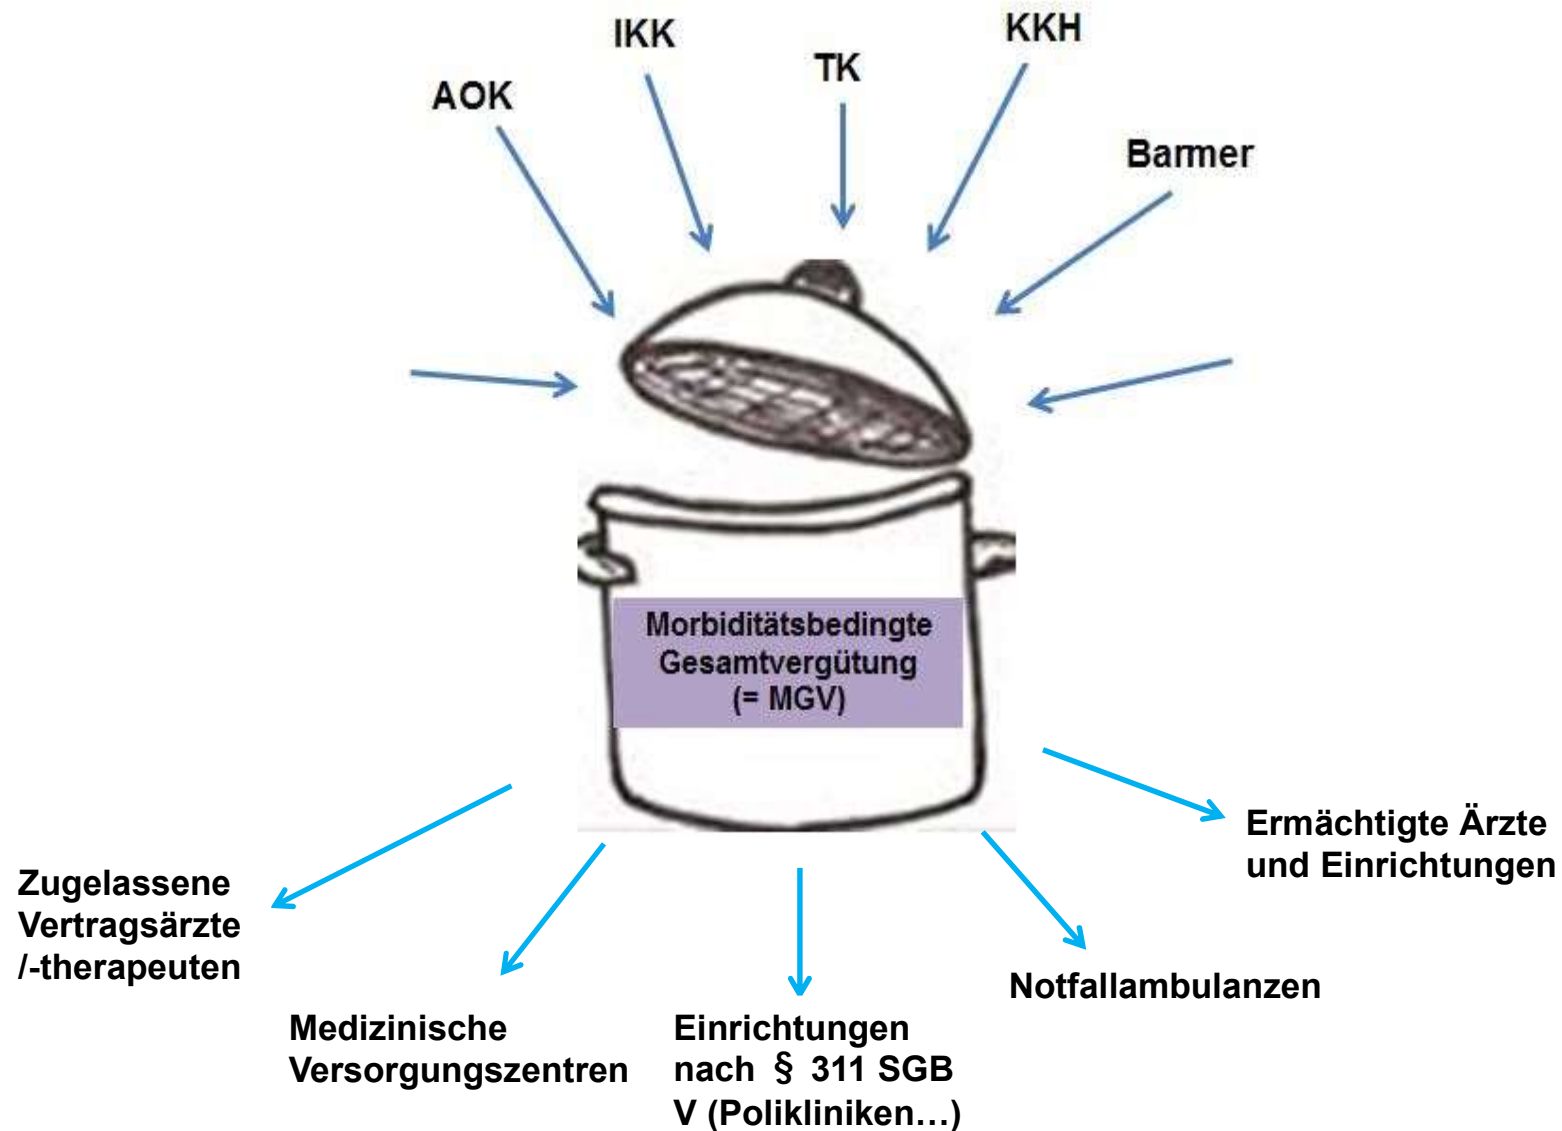 IKK
KKH
TK
AOK
Barmer
Morbiditätsbedingte
Gesamtvergütung
(= MGV)
Ermächtigte Ärzte
und Einrichtungen
Zugelassene
Vertragsärzte
/-therapeuten
Notfallambulanzen
Medizinische
Versorgungszentren
Einrichtungen
nach § 311 SGB
V (Polikliniken…)